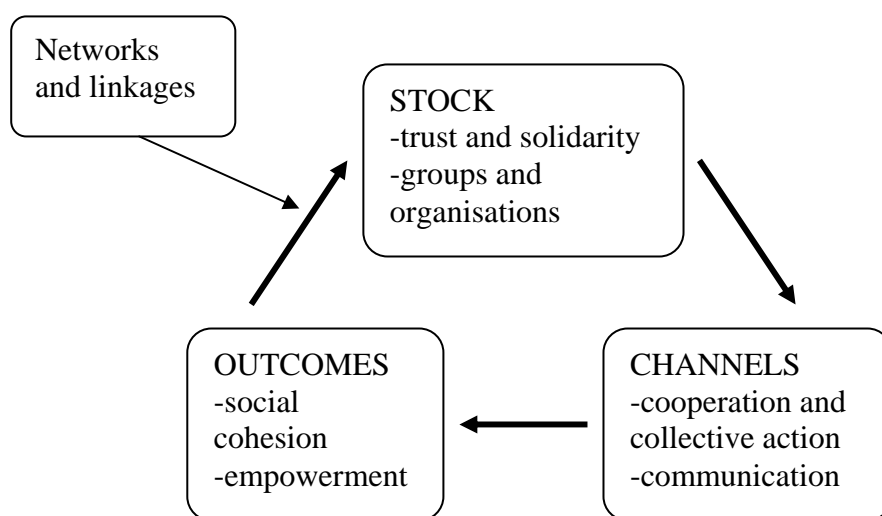 Networks
and linkages
STOCK
-trust and solidarity
-groups and
organisations
OUTCOMES
-social
cohesion
-empowerment
CHANNELS
-cooperation and
collective action
-communication